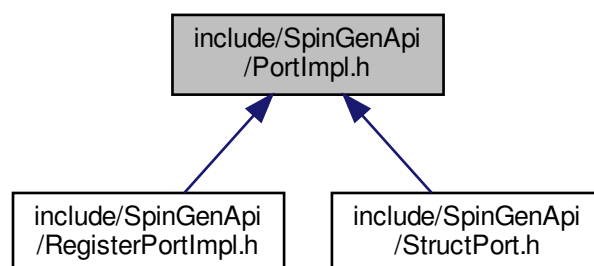 include/SpinGenApi
/PortImpl.h
include/SpinGenApi
/RegisterPortImpl.h
include/SpinGenApi
/StructPort.h